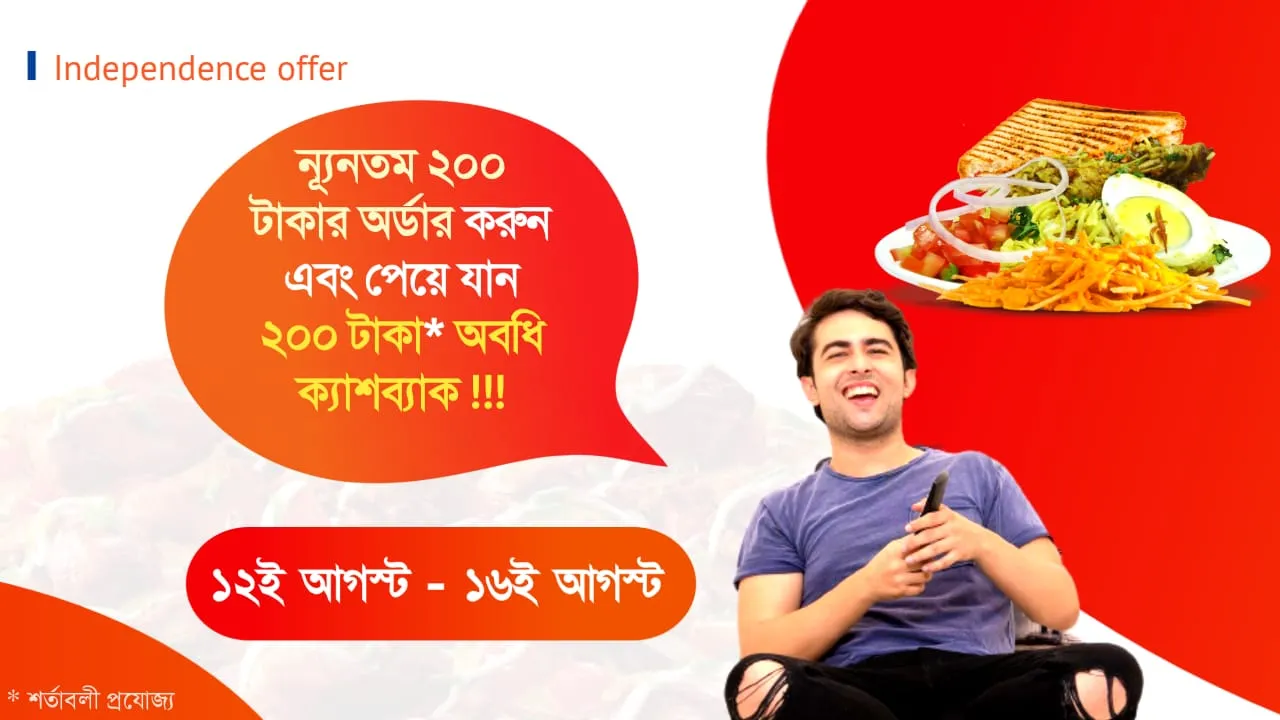 Independence offer
ন্যূনতম ২০০
টাকার অর্ডার করুন
এবং পেয়ে যান
২০০ টাকা* অবধি
ক্যাশব্যাক !!!
১২ই আগস্ট - ১৬ই আগস্ট
* শর্তাবলী প্রযোজ্য